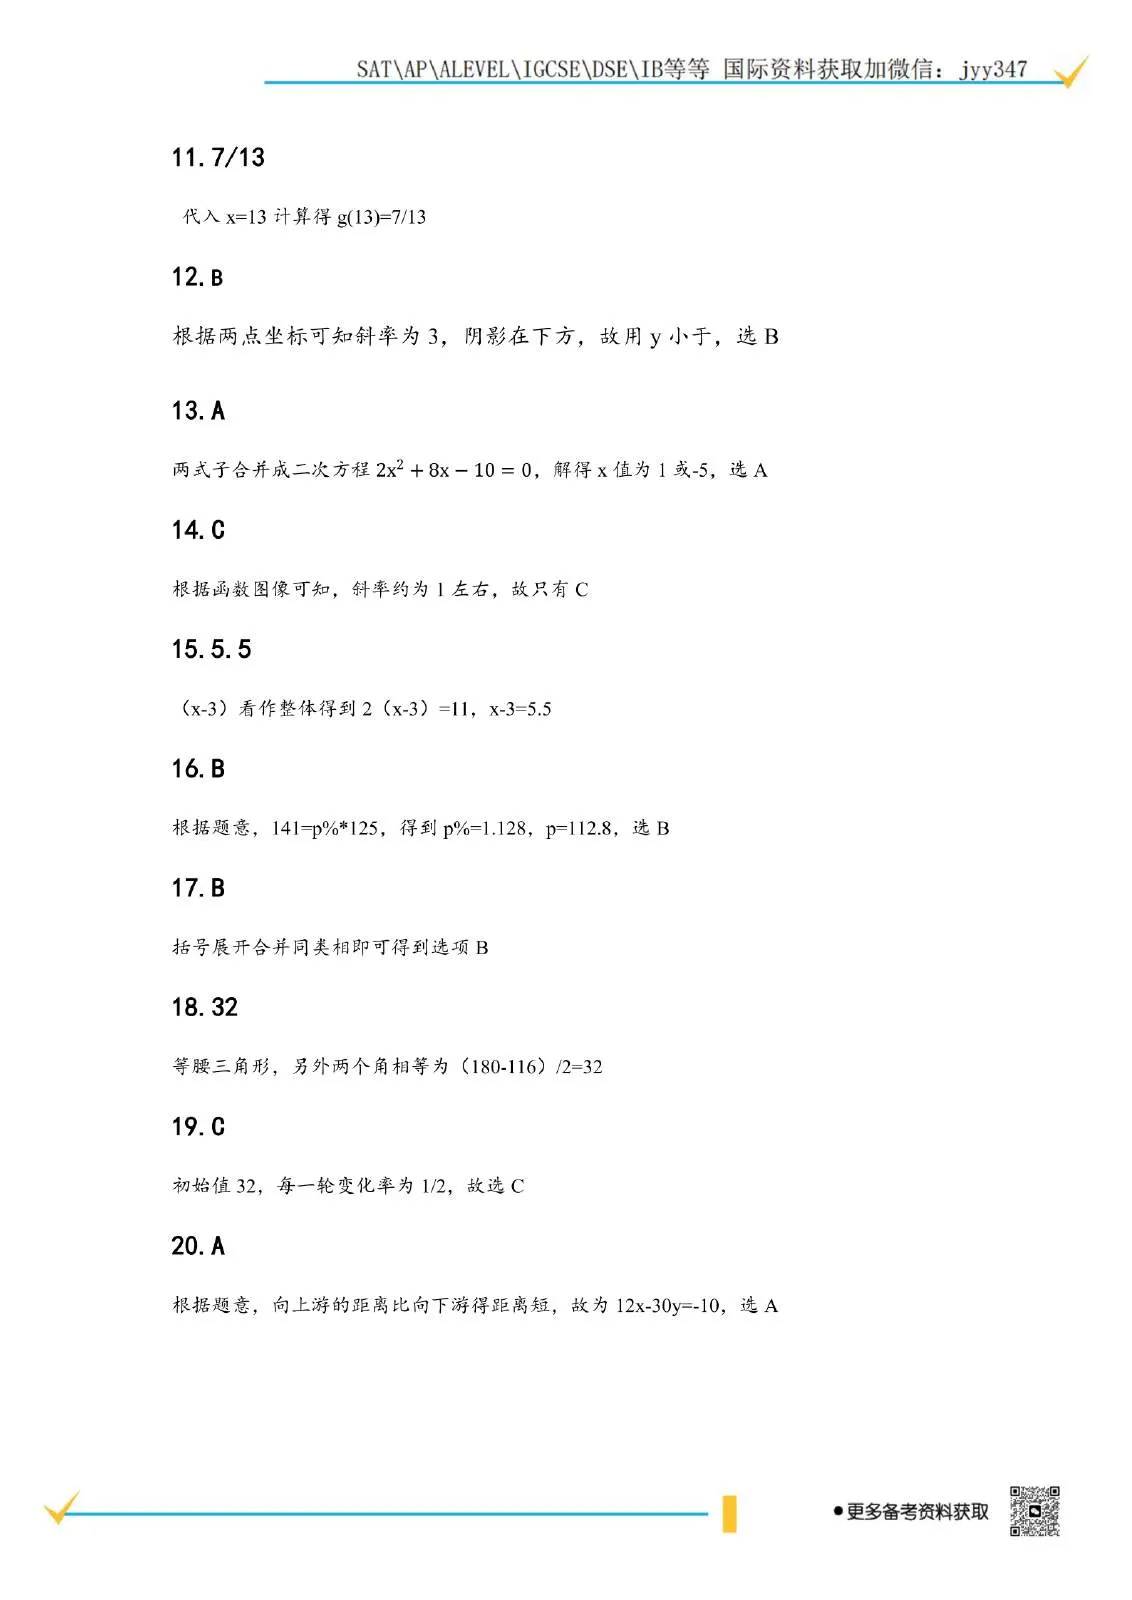 SAT\AP\ALEVEL\IGCSE\DSE\IB等等 国际资料获取加微信：jyy347
11. 7/13
代入 x=13 计算得 g(13)=7/13
12. B
根据两点坐标可知斜率为 3，阴影在下方，故用 y 小于，选 B
13. A
两式子合并成二次方程 2x² + 8x − 10 = 0，解得 x 值为 1 或-5，选 A
14. C
根据函数图像可知，斜率约为 1 左右，故只有 C
15. 5.5
（x-3）看作整体得到 2（x-3）=11，x-3=5.5
16. B
根据题意，141=p%*125，得到 p%=1.128，p=112.8，选 B
17. B
括号展开合并同类相即可得到选项 B
18. 32
等腰三角形，另外两个角相等为（180-116）/2=32
19. C
初始值 32，每一轮变化率为 1/2，故选 C
20. A
根据题意，向上游的距离比向下游得距离短，故为 12x-30y=-10，选 A
●更多备考资料获取